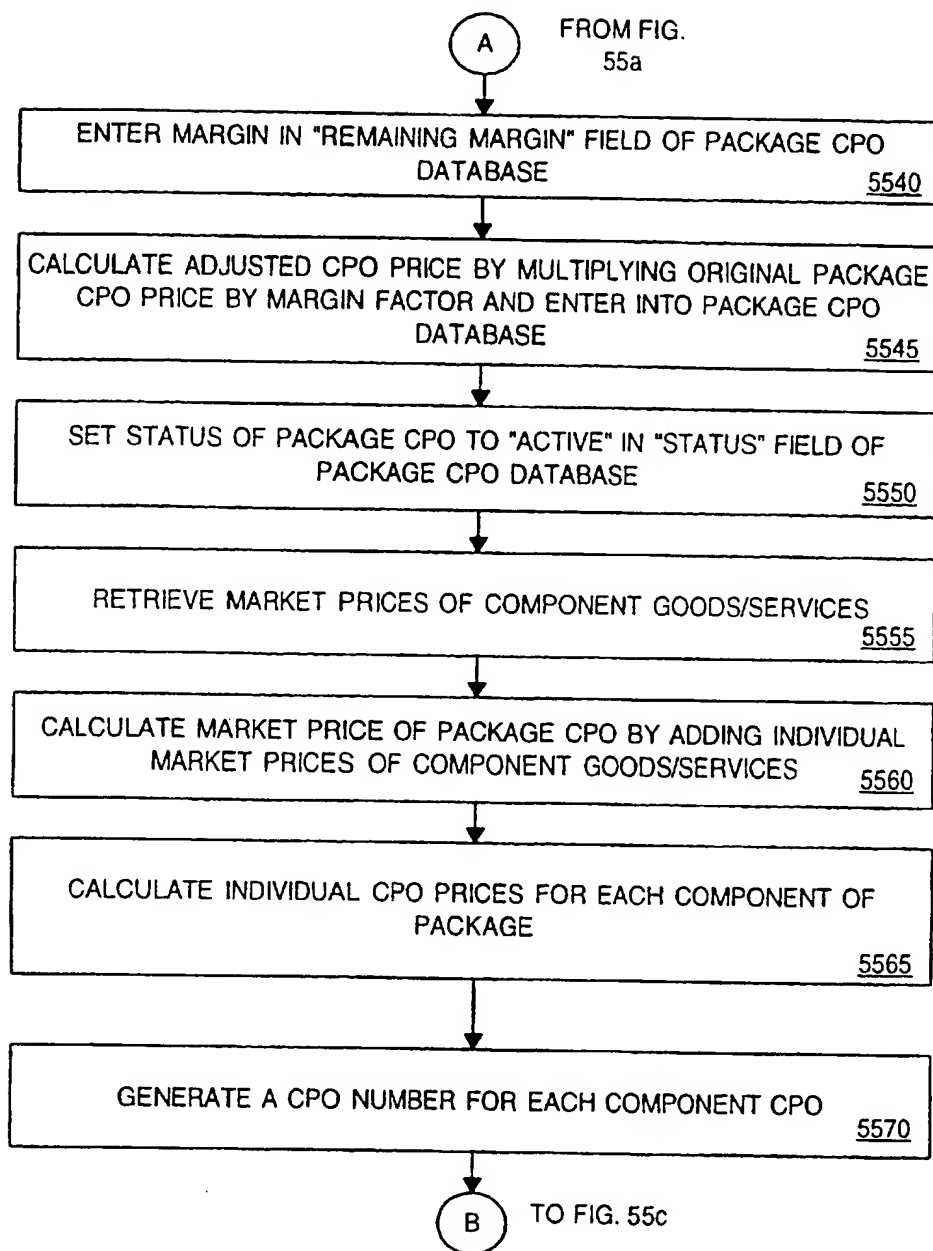 A
FROM FIG.
55a
ENTER MARGIN IN "REMAINING MARGIN" FIELD OF PACKAGE CPO
DATABASE
5540
CALCULATE ADJUSTED CPO PRICE BY MULTIPLYING ORIGINAL PACKAGE
CPO PRICE BY MARGIN FACTOR AND ENTER INTO PACKAGE CPO
DATABASE
5545
SET STATUS OF PACKAGE CPO TO "ACTIVE" IN "STATUS" FIELD OF
PACKAGE CPO DATABASE
5550
RETRIEVE MARKET PRICES OF COMPONENT GOODS/SERVICES
5555
CALCULATE MARKET PRICE OF PACKAGE CPO BY ADDING INDIVIDUAL
MARKET PRICES OF COMPONENT GOODS/SERVICES
5560
CALCULATE INDIVIDUAL CPO PRICES FOR EACH COMPONENT OF
PACKAGE
5565
GENERATE A CPO NUMBER FOR EACH COMPONENT CPO
5570
B
TO FIG. 55c